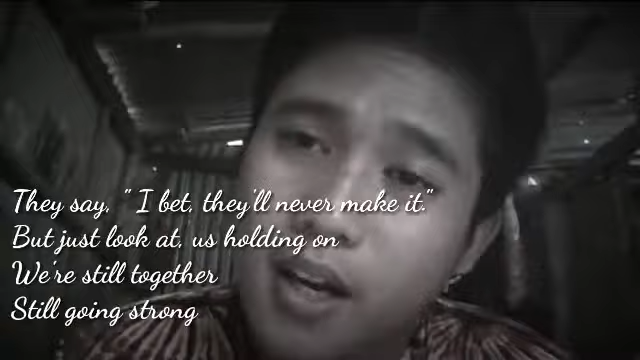 They say, " I bet, they'll never make it."
But just look at, us holding on
We're still together
Still going strong